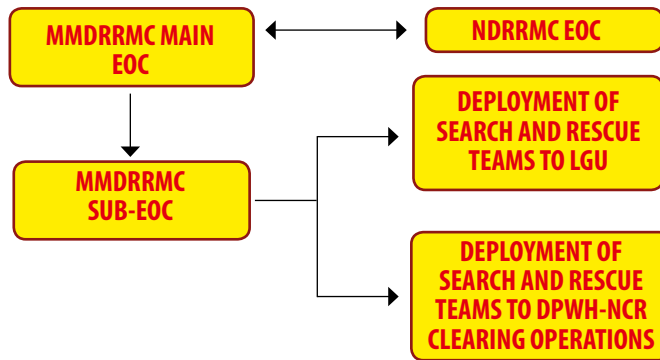 MMDRRMC MAIN
EOC
NDRRMC EOC
DEPLOYMENT OF
SEARCH AND RESCUE
TEAMS TO LGU
MMDRRMC
SUB-EOC
DEPLOYMENT OF
SEARCH AND RESCUE
TEAMS TO DPWH-NCR
CLEARING OPERATIONS